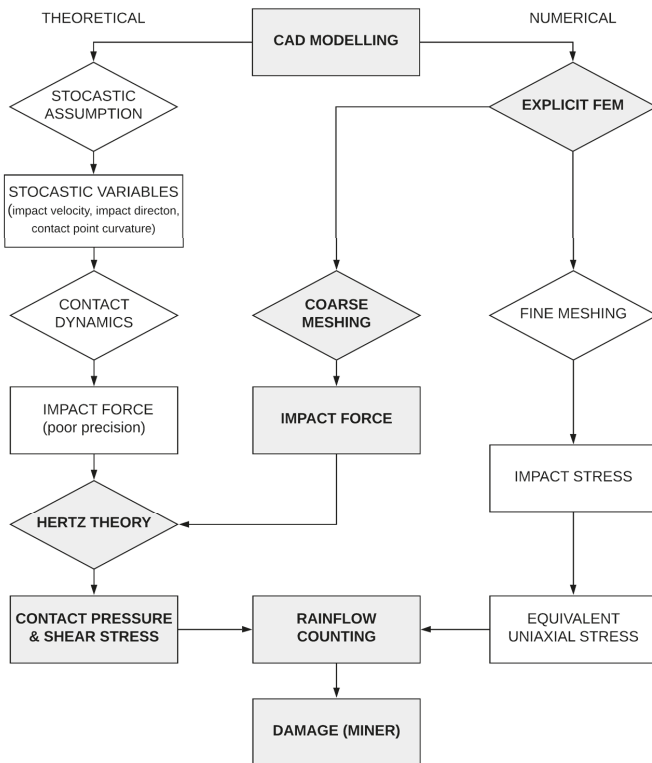 THEORETICAL
NUMERICAL
CAD MODELLING
STOCASTIC
ASSUMPTION
EXPLICIT FEM
STOCASTIC VARIABLES
(impact velocity, impact directon,
contact point curvature)
CONTACT
DYNAMICS
COARSE
MESHING
FINE MESHING
IMPACT FORCE
(poor precision)
IMPACT FORCE
IMPACT STRESS
HERTZ THEORY
CONTACT PRESSURE
& SHEAR STRESS
RAINFLOW
COUNTING
EQUIVALENT
UNIAXIAL STRESS
DAMAGE (MINER)